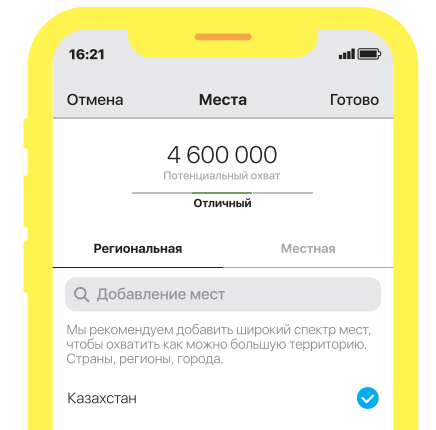 16:21
Отмена Места Готово
4 600 000
Потенциальный охват
Отличный
Региональная Местная
Добавление мест
Мы рекомендуем добавить широкий спектр мест,
чтобы охватить как можно большую территорию.
Страны, регионы, города.
Казахстан